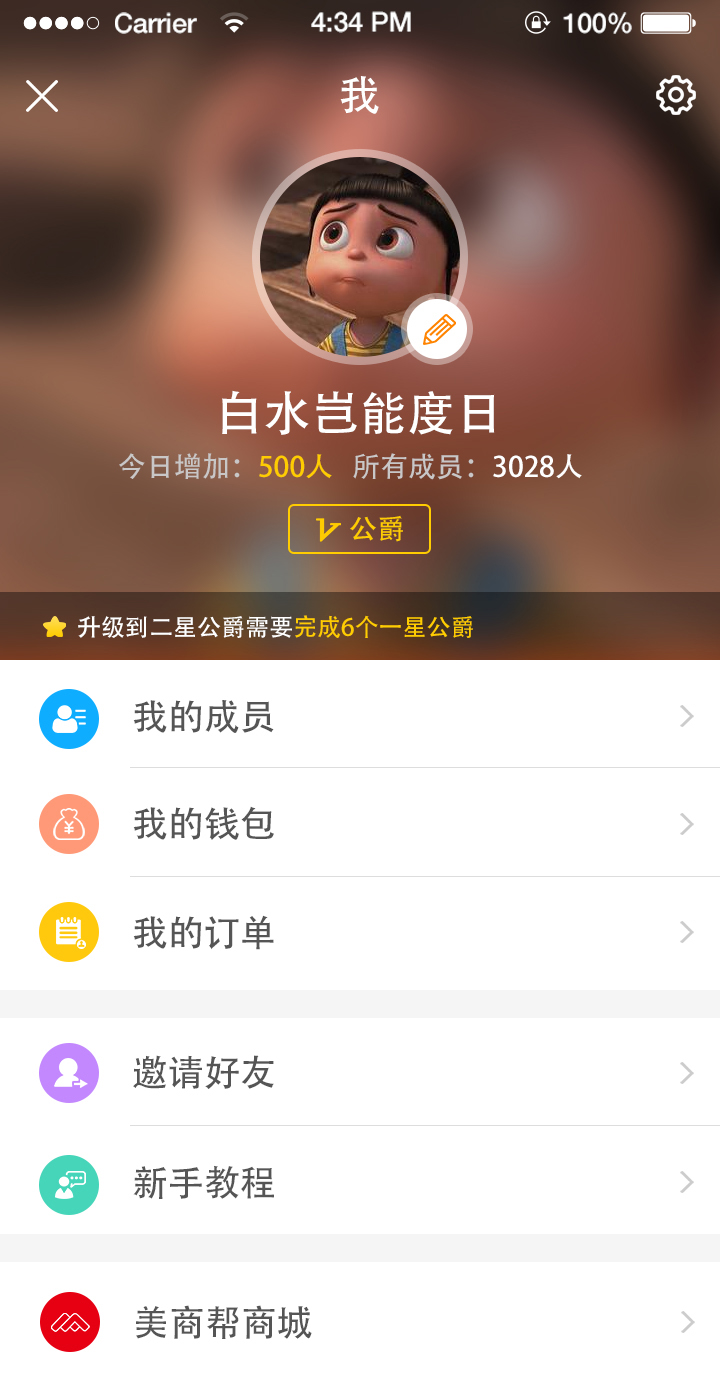 Carrier 4:34 PM 100%
我
白水岂能度日
今日增加：500人 所有成员：3028人
V 公爵
升级到二星公爵需要完成6个一星公爵
我的成员
我的钱包
我的订单
邀请好友
新手教程
美商帮商城